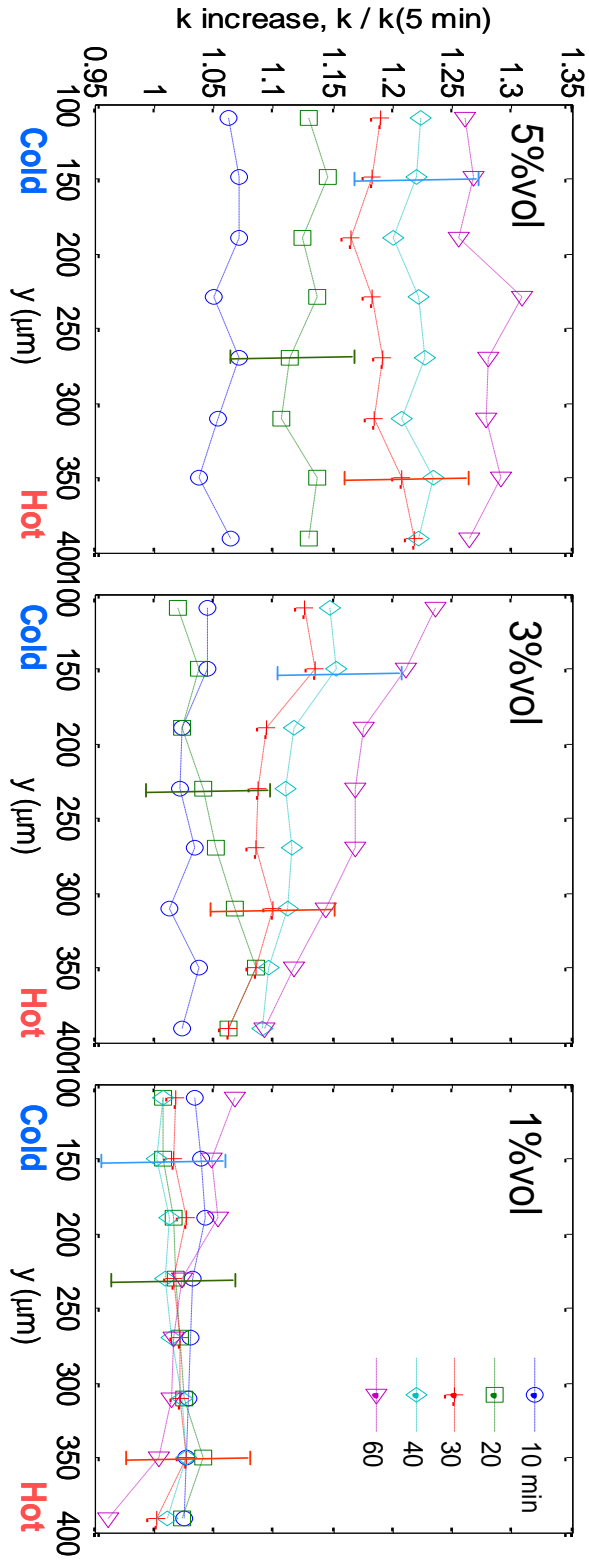 k increase, k / k(5 min)
1.35
1.3
1.25
1.2
1.15
1.1
1.05
1
0.95
5%vol
100 150 200 250 300 350 400
Cold y (μm) Hot
3%vol
100 150 200 250 300 350 400
Cold y (μm) Hot
1%vol
10 min
20
30
40
60
100 150 200 250 300 350 400
Cold y (μm) Hot